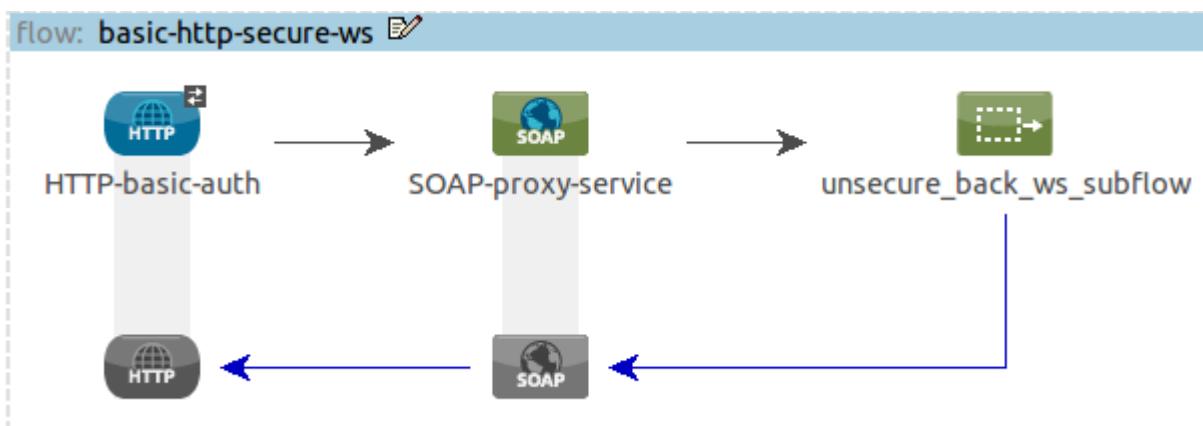 flow: basic-http-secure-ws
HTTP SOAP
HTTP-basic-auth SOAP-proxy-service unsecure_back_ws_subflow
HTTP SOAP